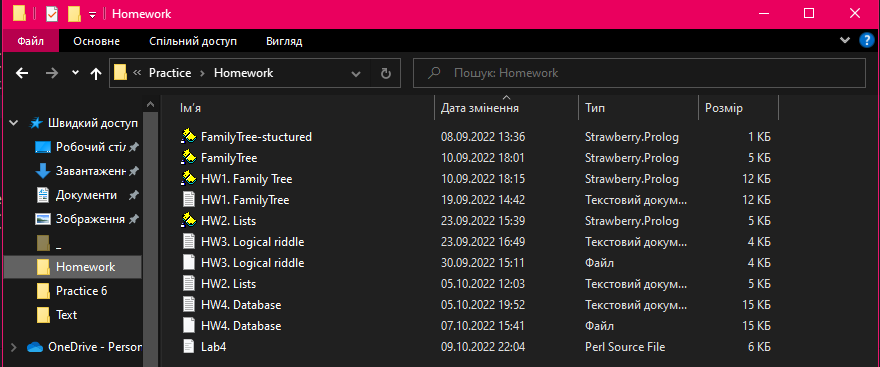 Homework
Файл Основне Спільний доступ Вигляд
« Practice › Homework Пошук: Homework
Ім’я Дата змінення Тип Розмір
Швидкий доступ
Робочий стіл
Завантажен
Документи
Зображення
_
Homework
Practice 6
Text
OneDrive - Person
FamilyTree-stuctured 08.09.2022 13:36 Strawberry.Prolog 1 КБ
FamilyTree 10.09.2022 18:01 Strawberry.Prolog 5 КБ
HW1. Family Tree 10.09.2022 18:15 Strawberry.Prolog 12 КБ
HW1. FamilyTree 19.09.2022 14:42 Текстовий докум... 12 КБ
HW2. Lists 23.09.2022 15:39 Strawberry.Prolog 5 КБ
HW3. Logical riddle 23.09.2022 16:49 Текстовий докум... 4 КБ
HW3. Logical riddle 30.09.2022 15:11 Файл 4 КБ
HW2. Lists 05.10.2022 12:03 Текстовий докум... 5 КБ
HW4. Database 05.10.2022 19:52 Текстовий докум... 15 КБ
HW4. Database 07.10.2022 15:41 Файл 15 КБ
Lab4 09.10.2022 22:04 Perl Source File 6 КБ